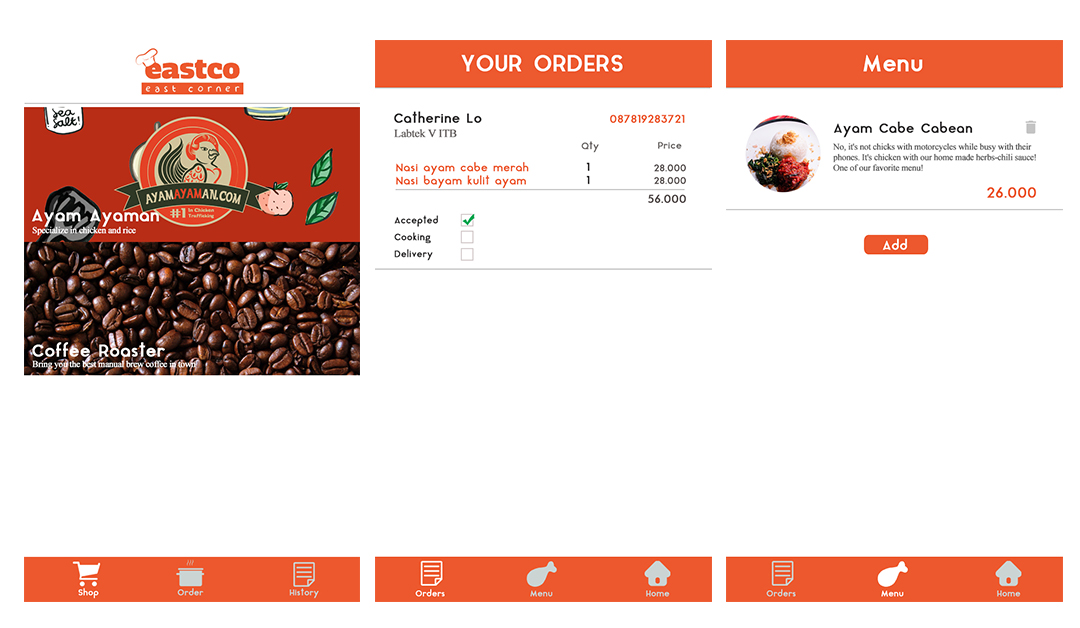 eastco
east corner
sea
salt!
AYAMAYAMAN.COM
#1 In Chicken
Trafficking
Ayam Ayaman
Specialize in chicken and rice
Coffee Roaster
Bring you the best manual brew coffee in town
Shop
Order
History
YOUR ORDERS
Catherine Lo 087819283721
Labtek V ITB
Qty Price
Nasi ayam cabe merah 1 28.000
Nasi bayam kulit ayam 1 28.000
56.000
Accepted
Cooking
Delivery
Orders
Menu
Home
Menu
Ayam Cabe Cabean
No, it's not chicks with motorcycles while busy with their
phones. It's chicken with our home made herbs-chili sauce!
One of our favorite menu!
26.000
Add
Orders
Menu
Home